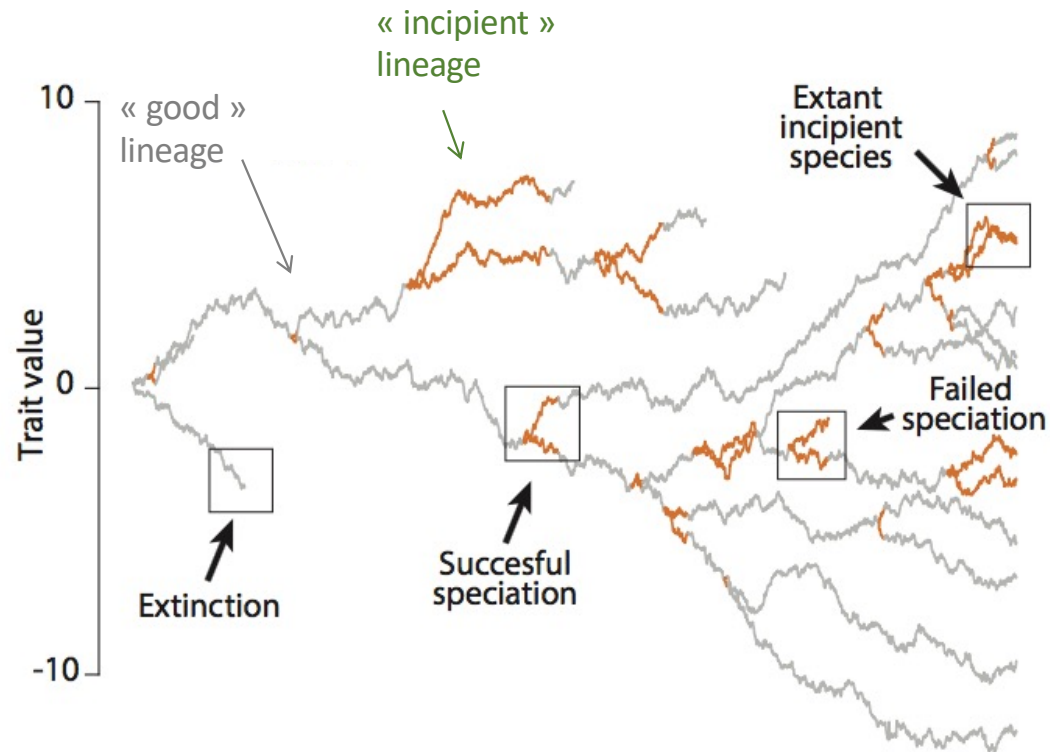 « incipient »
lineage
« good »
lineage
10
0
-10
Trait value
Extant
incipient
species
Failed
speciation
Succesful
speciation
Extinction